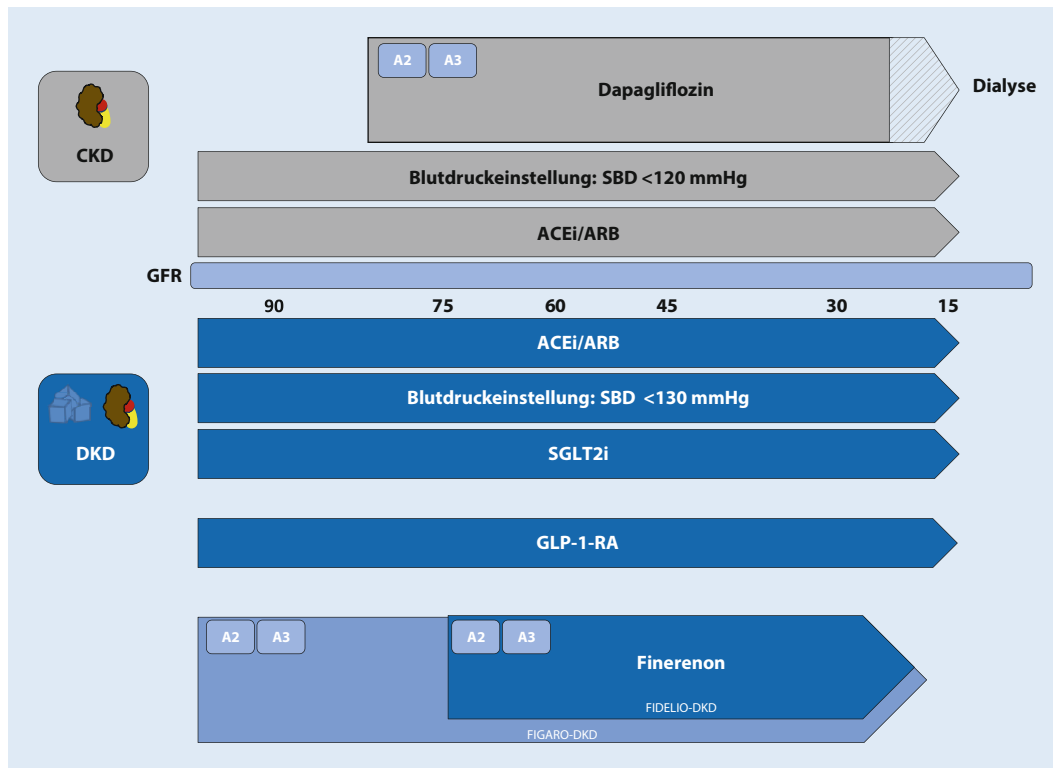 A2 A3
Dapagliflozin
Dialyse
CKD
Blutdruckeinstellung: SBD <120 mmHg
ACEi/ARB
GFR
90 75 60 45 30 15
ACEi/ARB
Blutdruckeinstellung: SBD <130 mmHg
DKD
SGLT2i
GLP-1-RA
A2 A3 A2 A3
Finerenon
FIDELIO-DKD
FIGARO-DKD